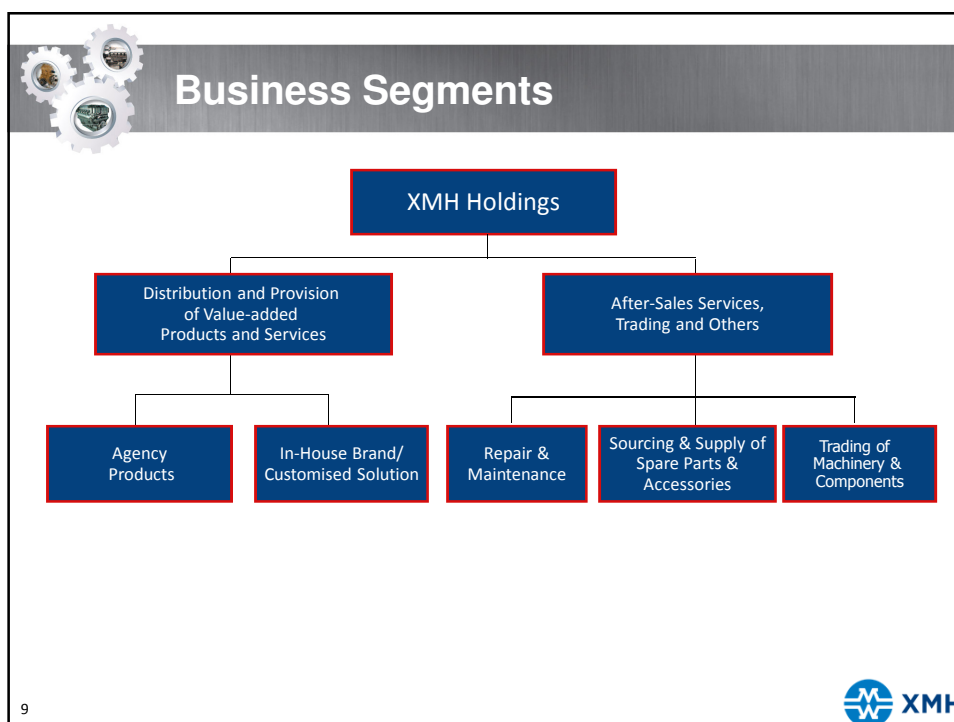 Business Segments
XMH Holdings
Distribution and Provision
of Value-added
Products and Services
After-Sales Services,
Trading and Others
Agency
Products
In-House Brand/
Customised Solution
Repair &
Maintenance
Sourcing & Supply of
Spare Parts &
Accessories
Trading of
Machinery &
Components
9
XMH